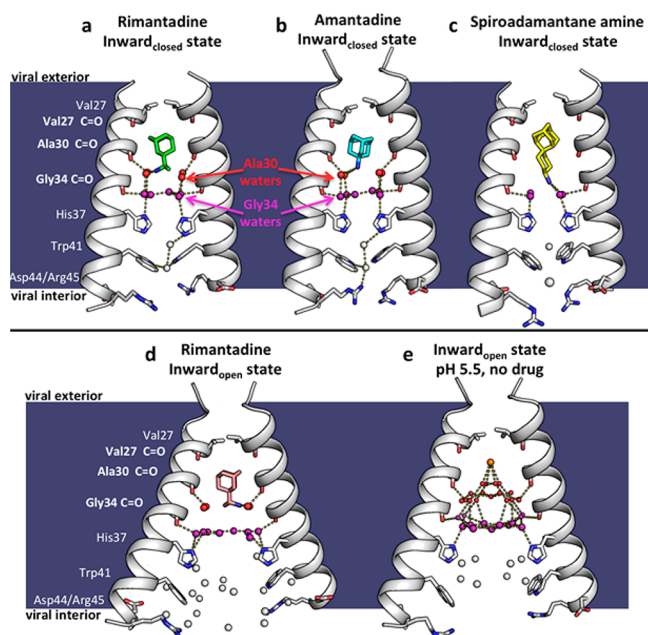 a
Rimantadine
Inwardclosed state
b
Amantadine
Inwardclosed state
c
Spiroadamantane amine
Inwardclosed state
viral exterior
Val27
Val27 C=O
Ala30 C=O
Gly34 C=O
His37
Trp41
Asp44/Arg45
viral interior
Ala30
waters
Gly34
waters
d
Rimantadine
Inwardopen state
e
Inwardopen state
pH 5.5, no drug
viral exterior
Val27
Val27 C=O
Ala30 C=O
Gly34 C=O
His37
Trp41
Asp44/Arg45
viral interior